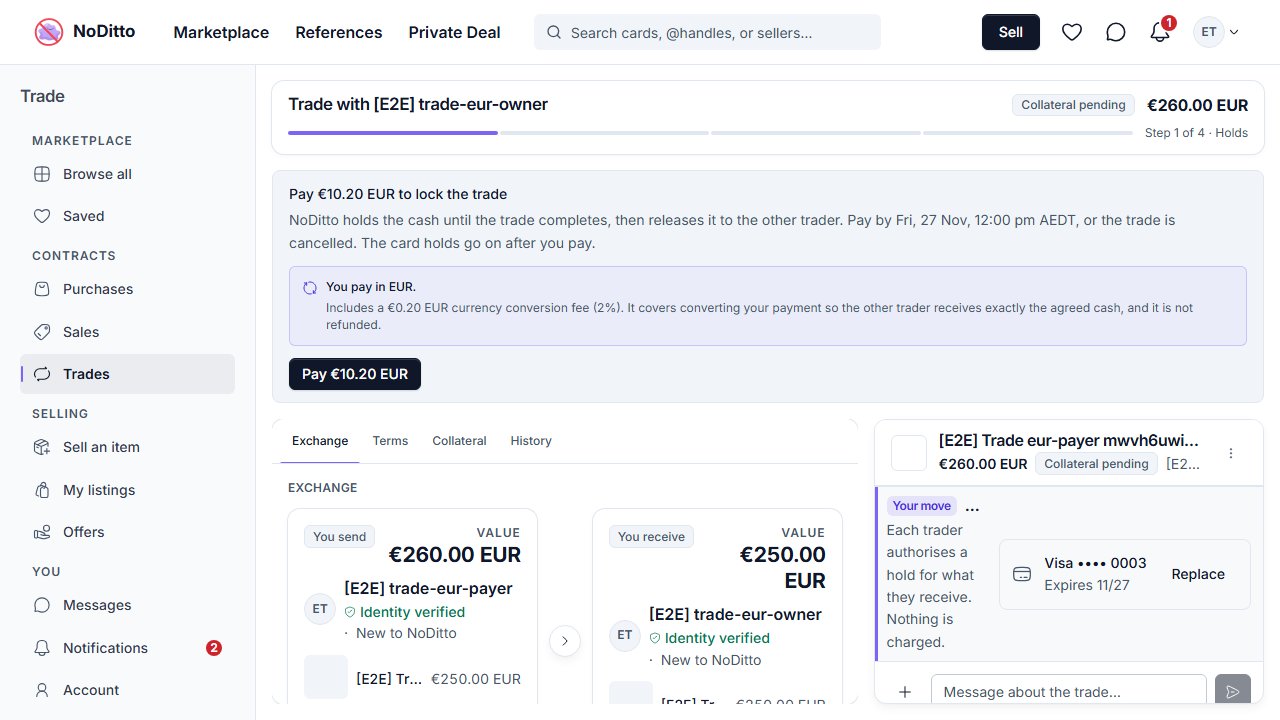 NoDitto
Marketplace
References
Private Deal
Search cards, @handles, or sellers...
Sell
1
ET
Trade
MARKETPLACE
Browse all
Saved
CONTRACTS
Purchases
Sales
Trades
SELLING
Sell an item
My listings
Offers
YOU
Messages
Notifications
2
Account
Trade with [E2E] trade-eur-owner
Collateral pending
€260.00 EUR
Step 1 of 4 · Holds
Pay €10.20 EUR to lock the trade
NoDitto holds the cash until the trade completes, then releases it to the other trader. Pay by Fri, 27 Nov, 12:00 pm AEDT, or the trade is
cancelled. The card holds go on after you pay.
You pay in EUR.
Includes a €0.20 EUR currency conversion fee (2%). It covers converting your payment so the other trader receives exactly the agreed cash, and it is not
refunded.
Pay €10.20 EUR
Exchange
Terms
Collateral
History
EXCHANGE
You send
VALUE
€260.00 EUR
[E2E] trade-eur-payer
ET
Identity verified
· New to NoDitto
[E2E] Tr... €250.00 EUR
You receive
VALUE
€250.00
EUR
[E2E] trade-eur-owner
ET
Identity verified
· New to NoDitto
[E2E] Tr... €250.00 EUR
[E2E] Trade eur-payer mwvh6uwi...
€260.00 EUR
Collateral pending
[E2...
Your move ...
Each trader
authorises a
hold for what
they receive.
Nothing is
charged.
Visa •••• 0003
Expires 11/27
Replace
Message about the trade...